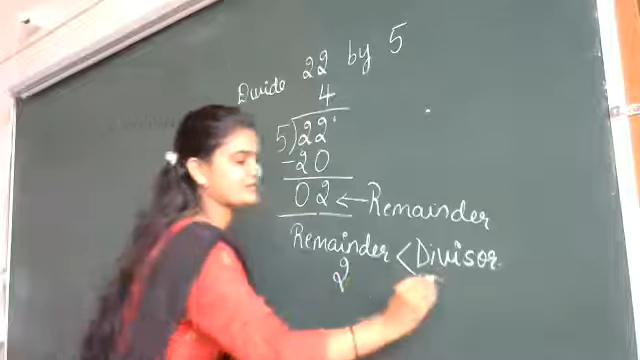 Divide 22 by 5
4
5)22
-20
02 ← Remainder
Remainder < Divisor
2